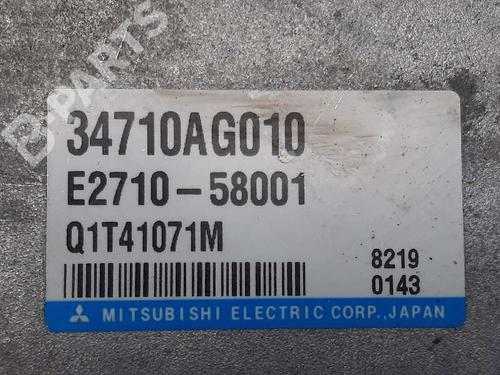 B-PARTS
34710AG010
E2710-58001
Q1T41071M
8219
0143
MITSUBISHI ELECTRIC CORP., JAPAN